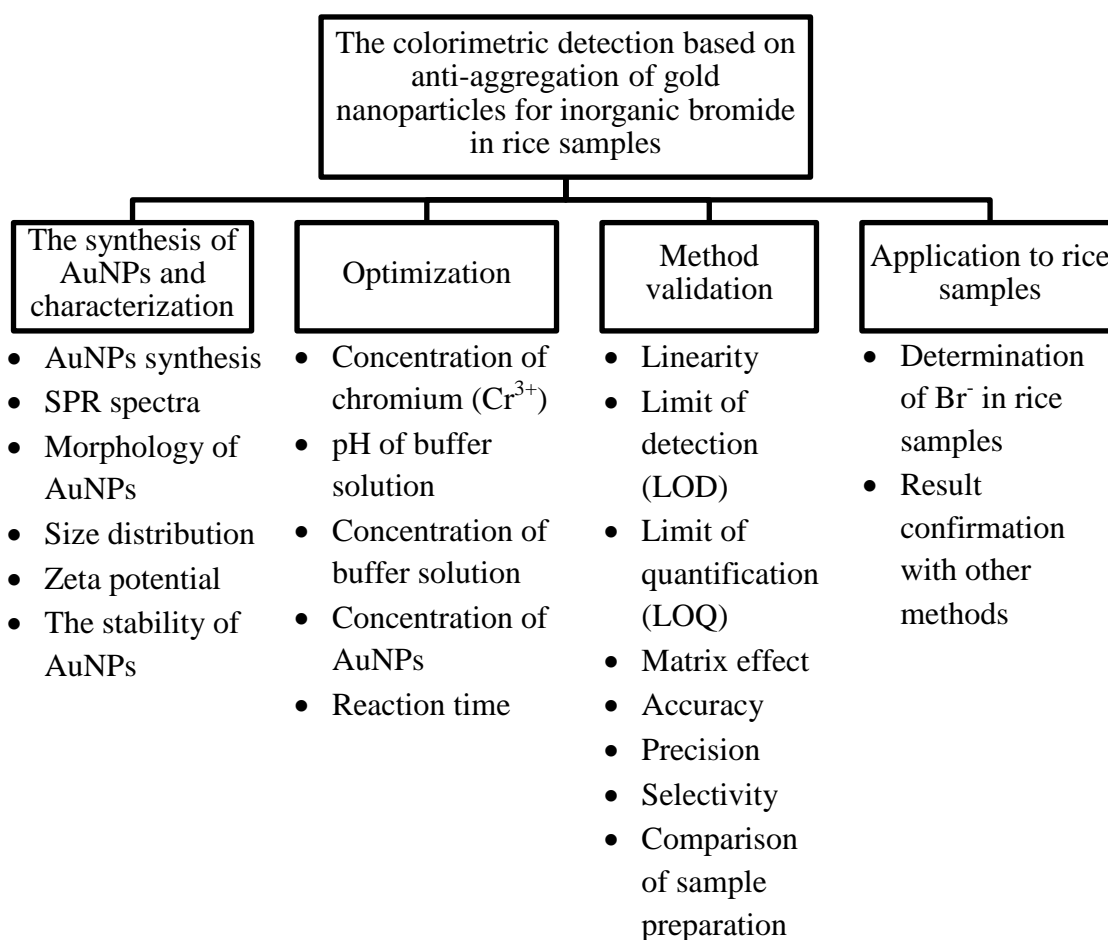 The colorimetric detection based on
anti-aggregation of gold
nanoparticles for inorganic bromide
in rice samples
The synthesis of
AuNPs and
characterization
• AuNPs synthesis
• SPR spectra
• Morphology of
AuNPs
• Size distribution
• Zeta potential
• The stability of
AuNPs
Optimization
• Concentration of
chromium (Cr³⁺)
• pH of buffer
solution
• Concentration of
buffer solution
• Concentration of
AuNPs
• Reaction time
Method
validation
• Linearity
• Limit of
detection
(LOD)
• Limit of
quantification
(LOQ)
• Matrix effect
• Accuracy
• Precision
• Selectivity
• Comparison
of sample
preparation
Application to rice
samples
• Determination
of Br⁻ in rice
samples
• Result
confirmation
with other
methods